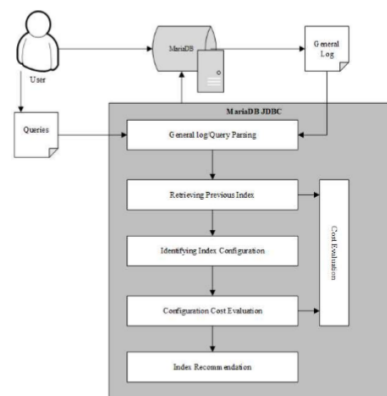 MariaDB
General
Log
User
Queries
MariaDB JDBC
General log/Query Parsing
Retrieving Previous Index
Identifying Index Configuration
Configuration Cost Evaluation
Index Recommendation
Cost Evaluation